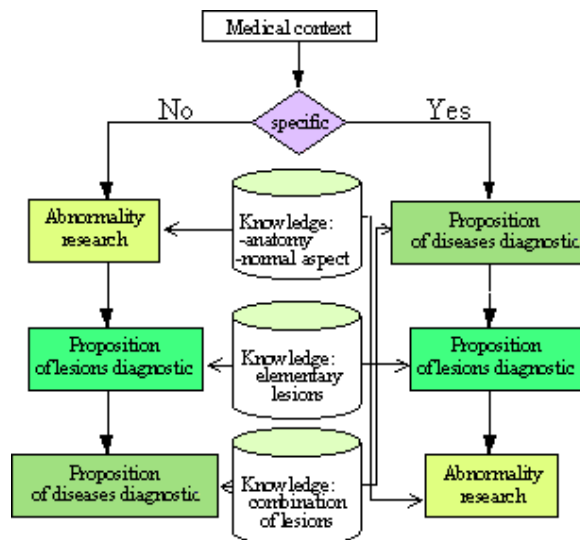 Medical context
specific
No
Yes
Abnormality
research
Knowledge:
-anatomy
-normal aspect
Proposition
of diseases diagnostic
Proposition
of lesions diagnostic
Knowledge:
elementary
lesions
Proposition
of lesions diagnostic
Proposition
of diseases diagnostic
Knowledge:
combination
of lesions
Abnormality
research